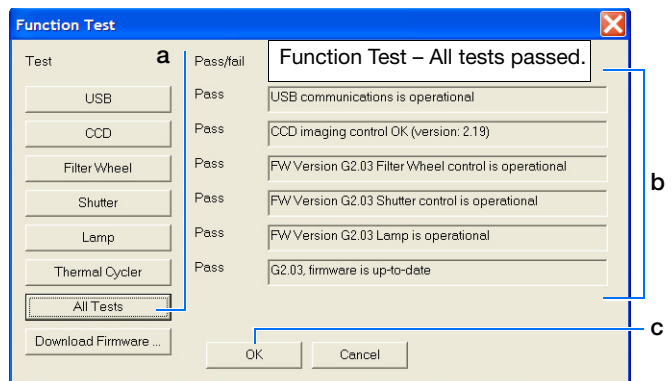 Function Test
Test a Pass/fail Function Test – All tests passed.
USB Pass USB communications is operational
CCD Pass CCD imaging control OK (version: 2.19)
Filter Wheel Pass FW Version G2.03 Filter Wheel control is operational
b
Shutter Pass FW Version G2.03 Shutter control is operational
Lamp Pass FW Version G2.03 Lamp is operational
Thermal Cycler Pass G2.03, firmware is up-to-date
All Tests
c
Download Firmware ...
OK Cancel